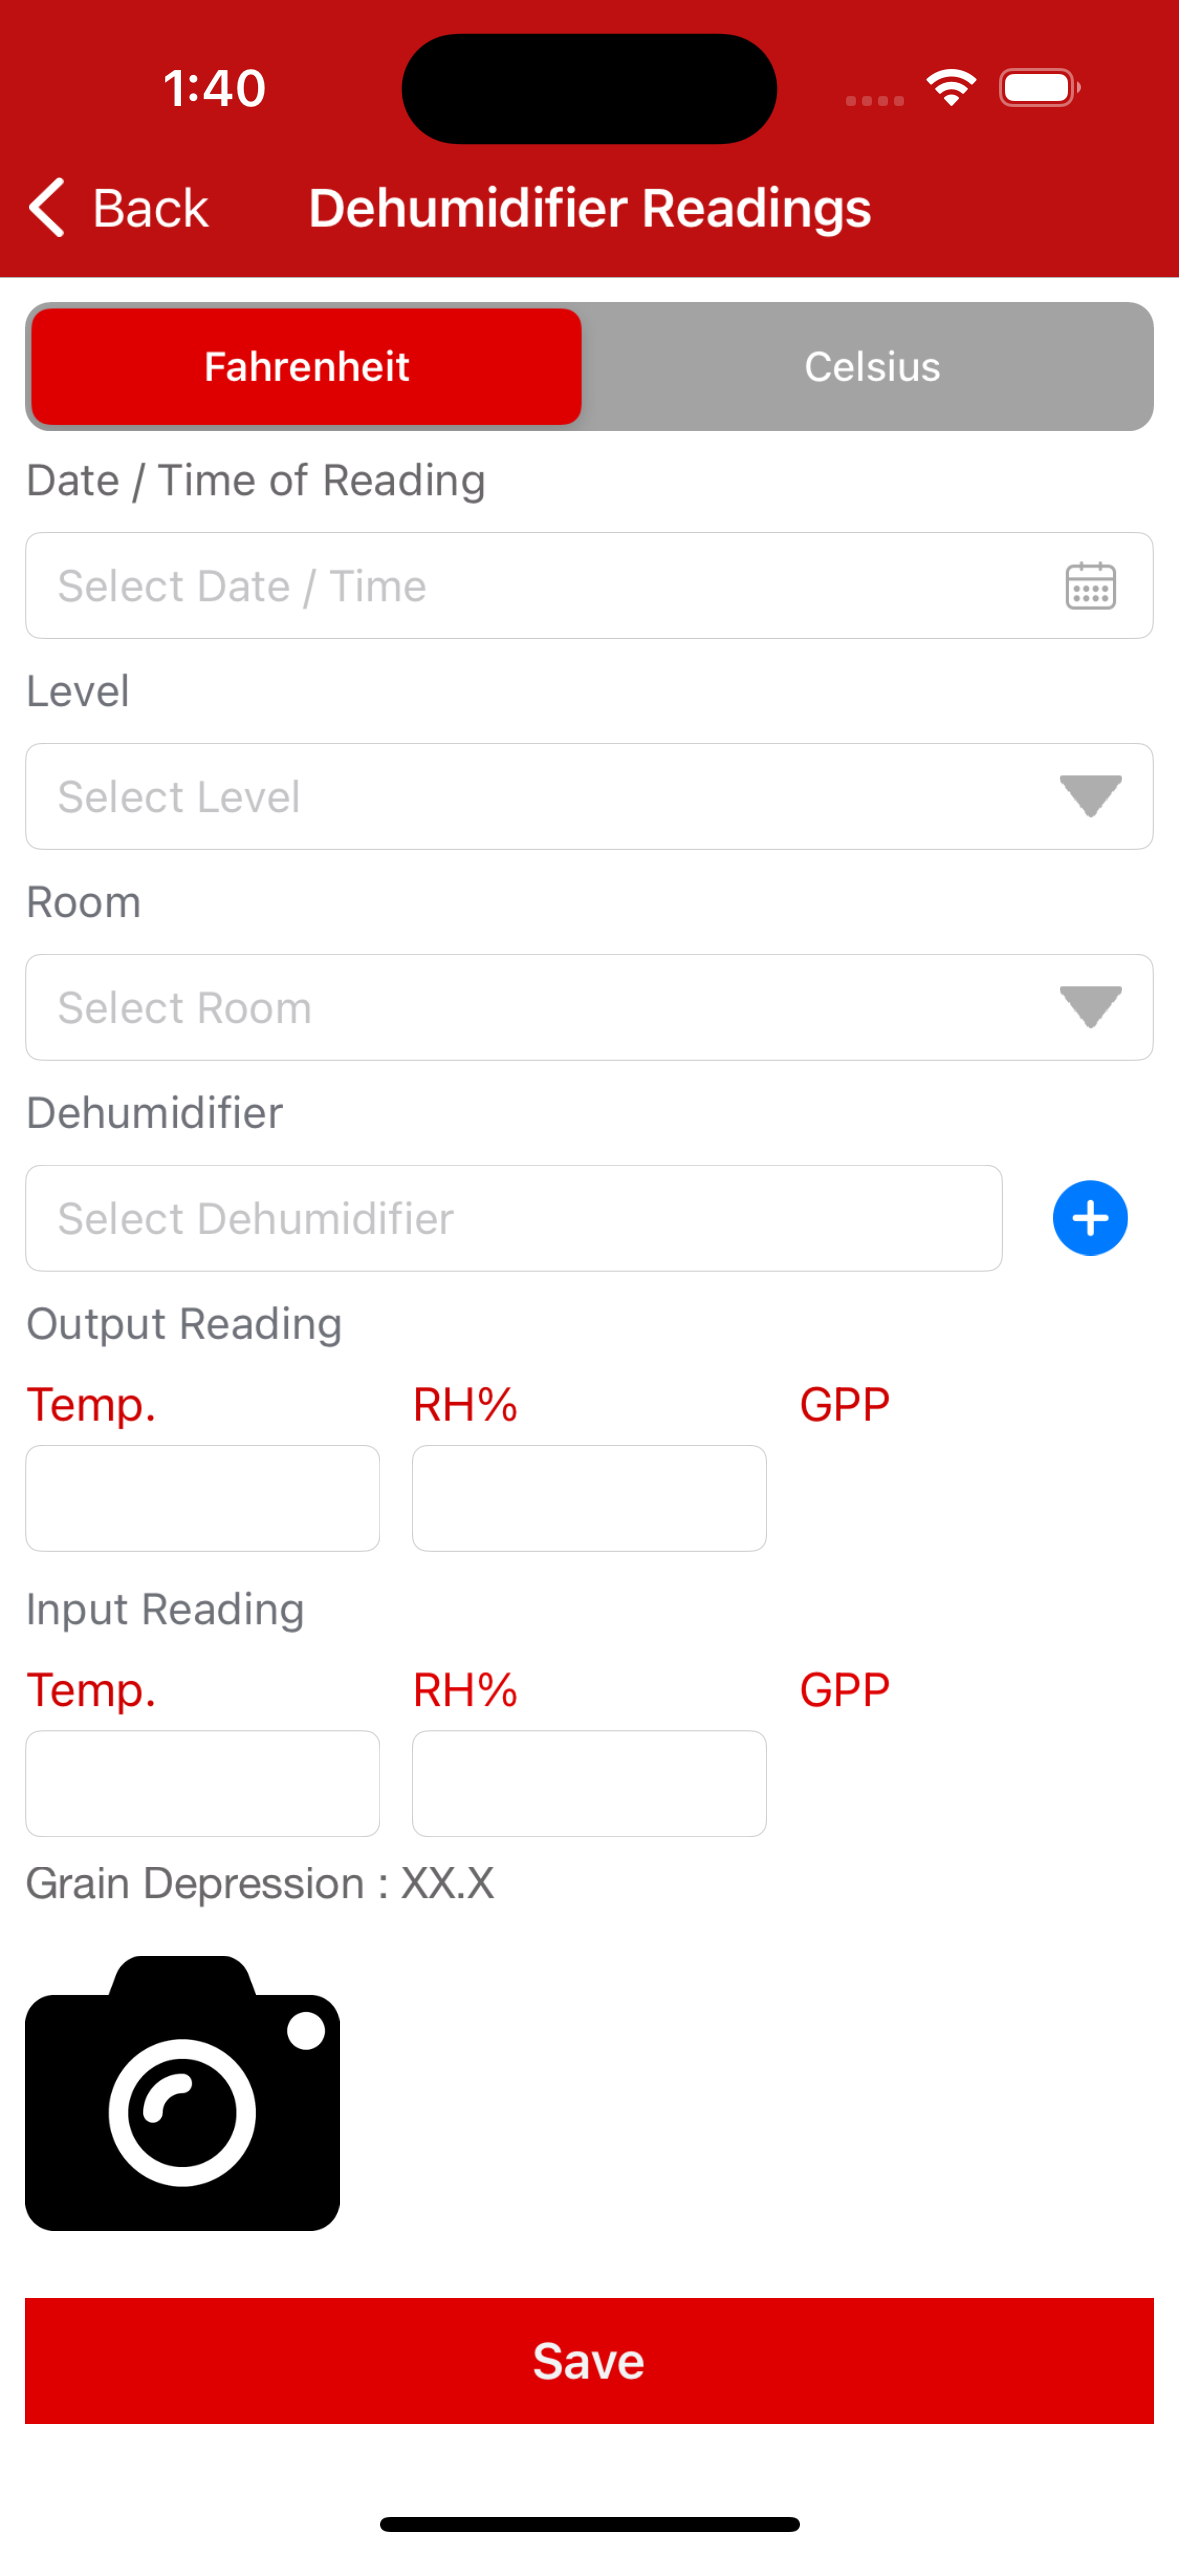 1:40
Back Dehumidifier Readings
Fahrenheit Celsius
Date / Time of Reading
Select Date / Time
Level
Select Level
Room
Select Room
Dehumidifier
Select Dehumidifier
Output Reading
Temp. RH% GPP
Input Reading
Temp. RH% GPP
Grain Depression : XX.X
Save